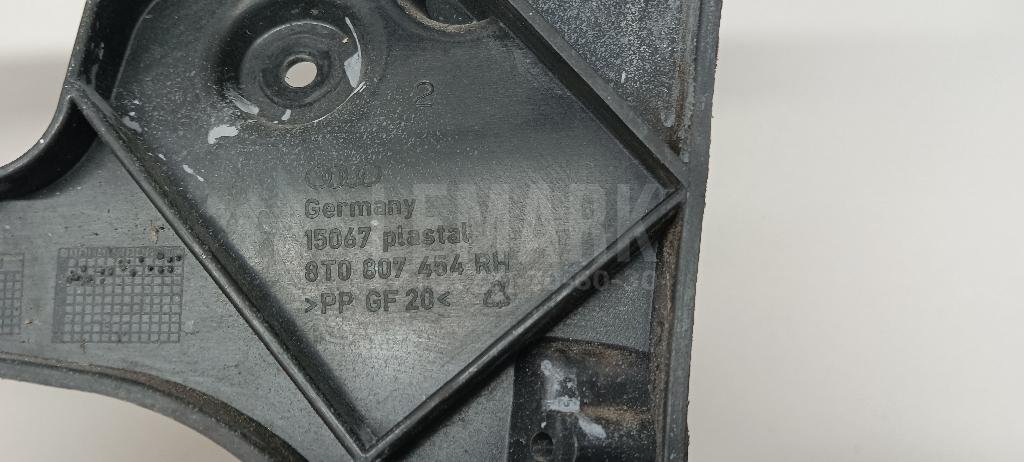 2
Germany
15067 plastal
8T0 807 454 RH
>PP GF 20<